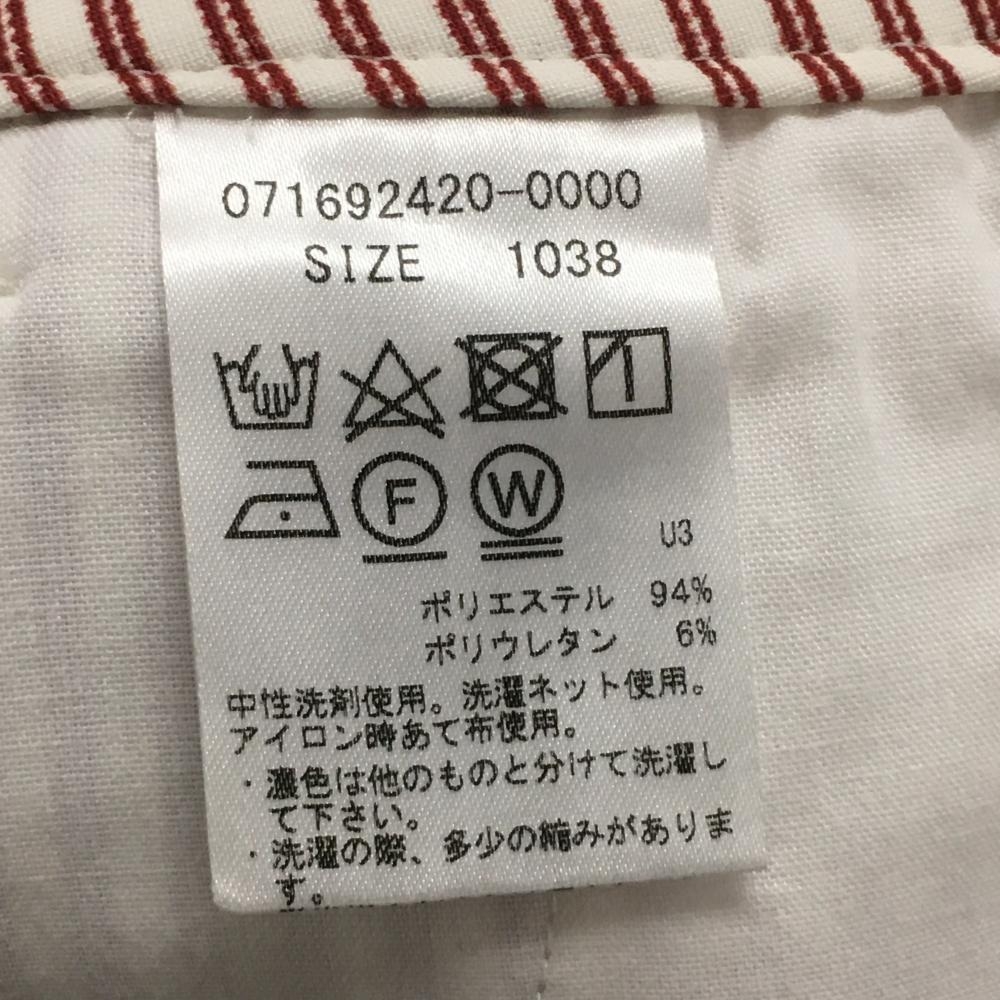 071692420-0000
SIZE 1038
F W
U3
ポリエステル 94%
ポリウレタン 6%
中性洗剤使用。洗濯ネット使用。
アイロン時あて布使用。
・濃色は他のものと分けて洗濯し
て下さい。
・洗濯の際、多少の縮みがありま
す。